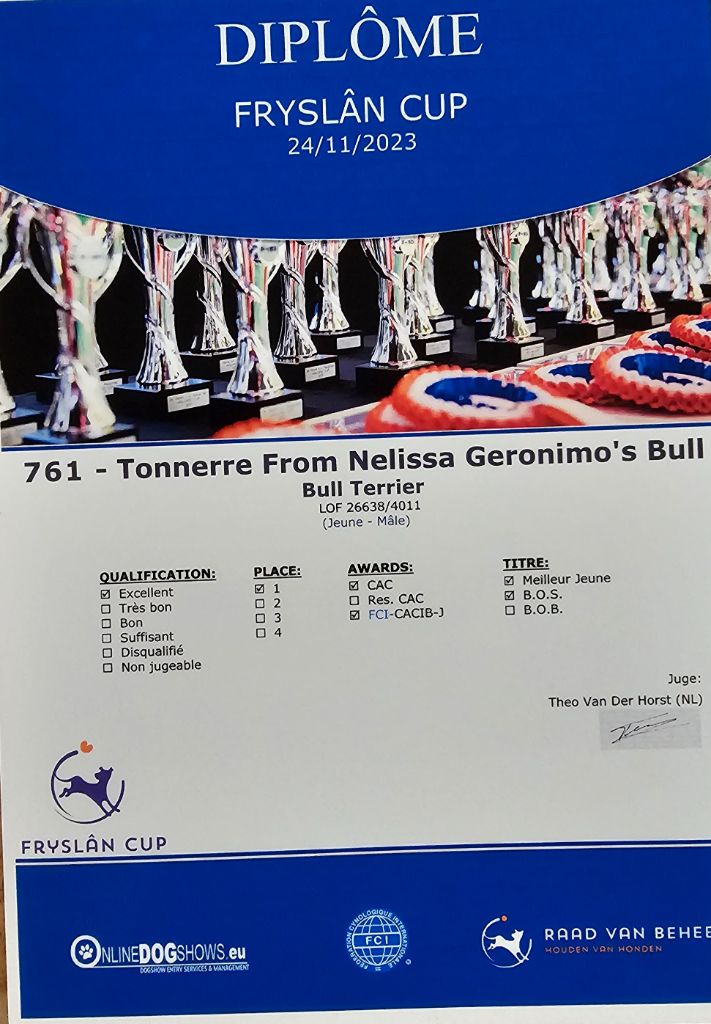 DIPLÔME
FRYSLÂN CUP
24/11/2023
761 - Tonnerre From Nelissa Geronimo's Bull
Bull Terrier
LOF 26638/4011
(Jeune - Mâle)
QUALIFICATION:
☑ Excellent
☐ Très bon
☐ Bon
☐ Suffisant
☐ Disqualifié
☐ Non jugeable
PLACE:
☑ 1
☐ 2
☐ 3
☐ 4
AWARDS:
☑ CAC
☐ Res. CAC
☑ FCI-CACIB-J
TITRE:
☑ Meilleur Jeune
☑ B.O.S.
☐ B.O.B.
Juge:
Theo Van Der Horst (NL)
FRYSLÂN CUP
ONLINEDOGSHOWS.eu
DOGSHOW ENTRY SERVICES & MANAGEMENT
FEDERATION CYNOLOGIQUE INTERNATIONALE
FCI
RAAD VAN BEHEE
HOUDEN VAN HONDEN